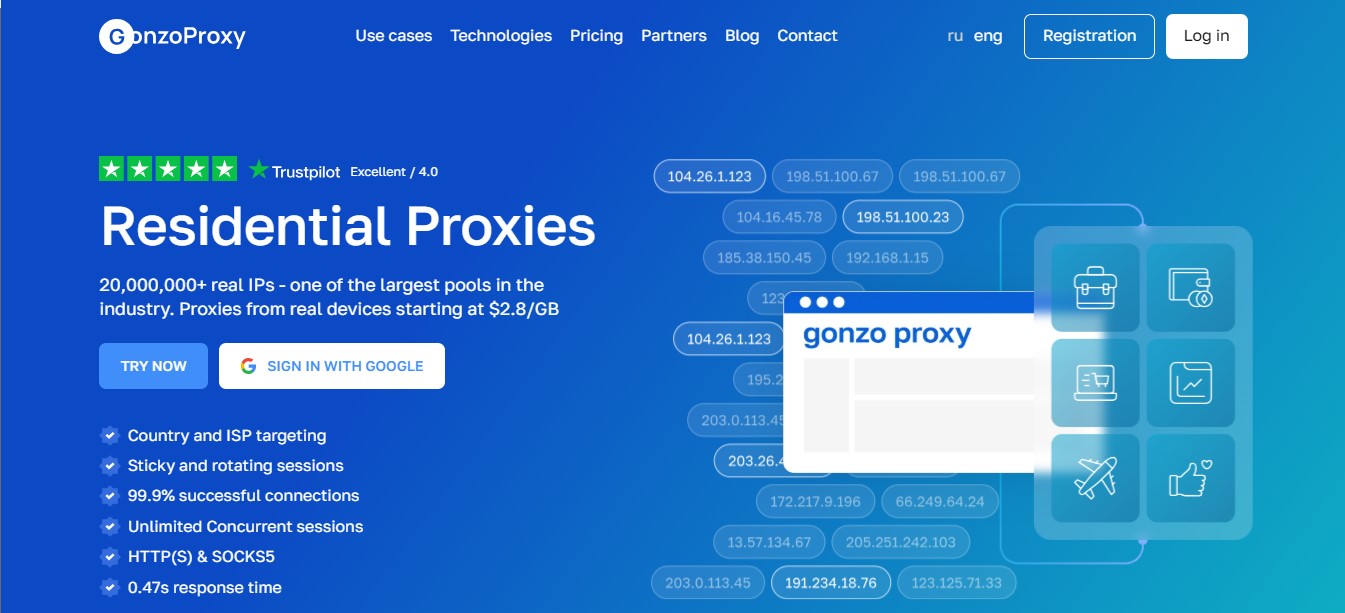 GonzoProxy
Use cases Technologies Pricing Partners Blog Contact
ru eng
Registration
Log in
Trustpilot Excellent / 4.0
Residential Proxies
20,000,000+ real IPs - one of the largest pools in the
industry. Proxies from real devices starting at $2.8/GB
TRY NOW
G SIGN IN WITH GOOGLE
Country and ISP targeting
Sticky and rotating sessions
99.9% successful connections
Unlimited Concurrent sessions
HTTP(S) & SOCKS5
0.47s response time
104.26.1.123 198.51.100.67 198.51.100.67
104.16.45.78 198.51.100.23
185.38.150.45 192.168.1.15
123
104.26.1.123
gonzo proxy
195.2
203.0.113.45
203.26.4
172.217.9.196 66.249.64.24
13.57.134.67 205.251.242.103
203.0.113.45 191.234.18.76 123.125.71.33